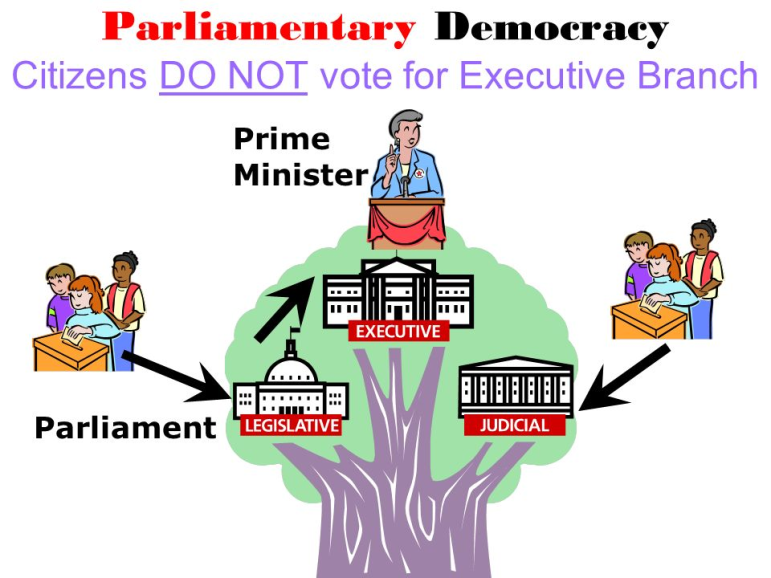 Parliamentary Democracy
Citizens DO NOT vote for Executive Branch
Prime
Minister
EXECUTIVE
Parliament
LEGISLATIVE
JUDICIAL